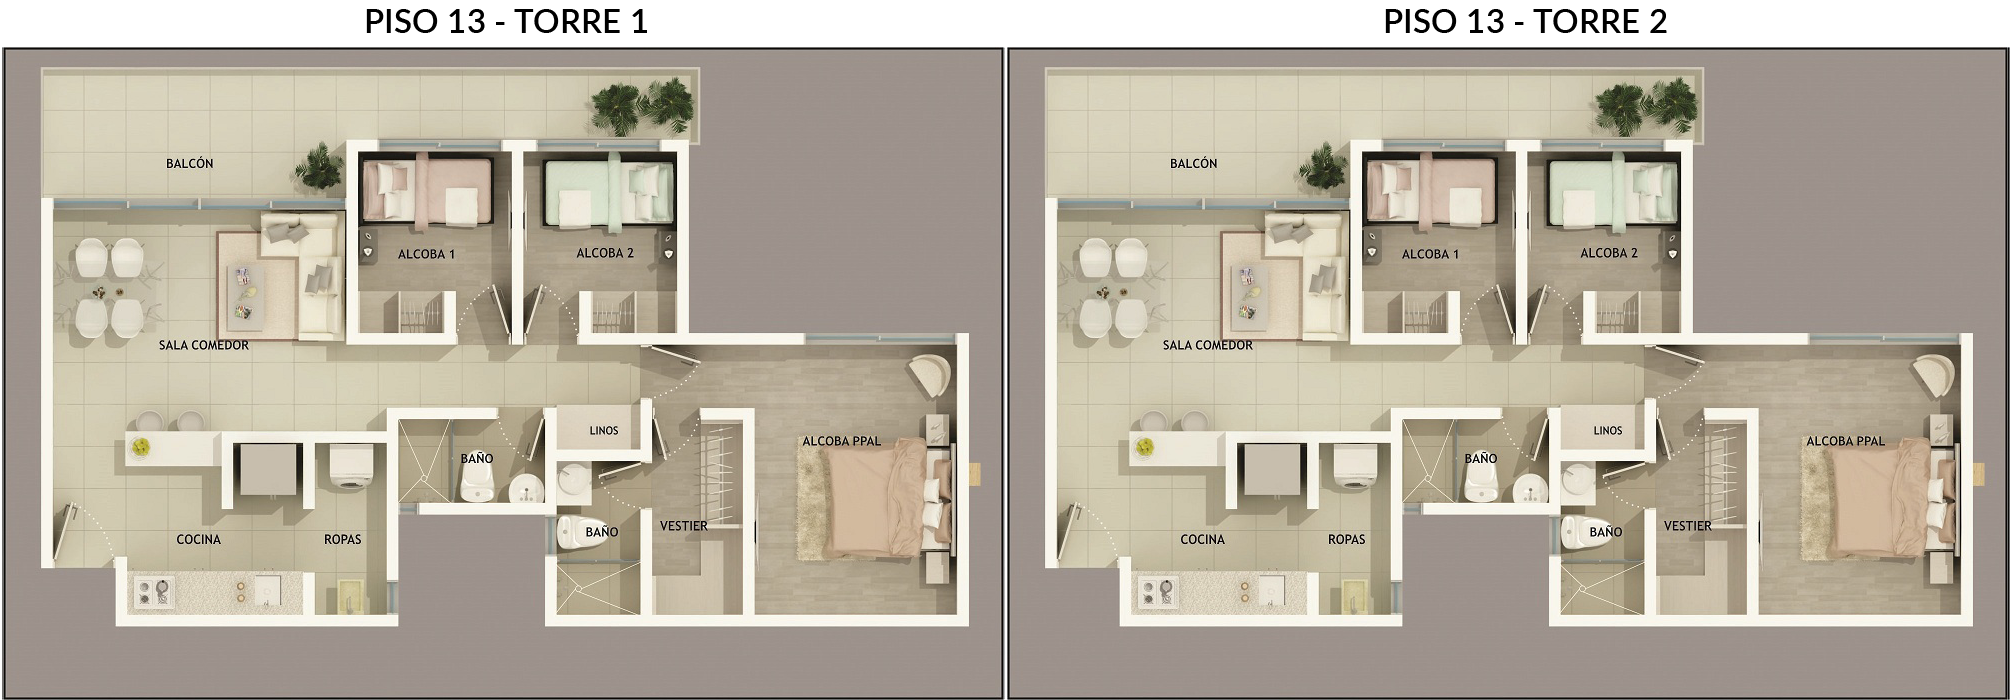 PISO 13 - TORRE 1
BALCÓN
ALCOBA 1
ALCOBA 2
SALA COMEDOR
LINOS
ALCOBA PPAL
BAÑO
VESTIER
BAÑO
COCINA
ROPAS
PISO 13 - TORRE 2
BALCÓN
ALCOBA 1
ALCOBA 2
SALA COMEDOR
LINOS
ALCOBA PPAL
BAÑO
VESTIER
BAÑO
COCINA
ROPAS